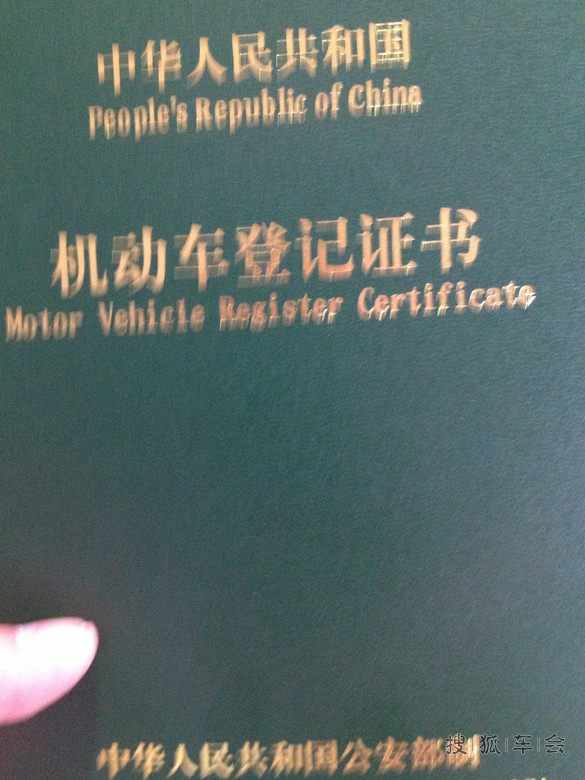 中华人民共和国
People's Republic of China
机动车登记证书
Motor Vehicle Register Certificate
中华人民共和国公安部制
搜狐车会